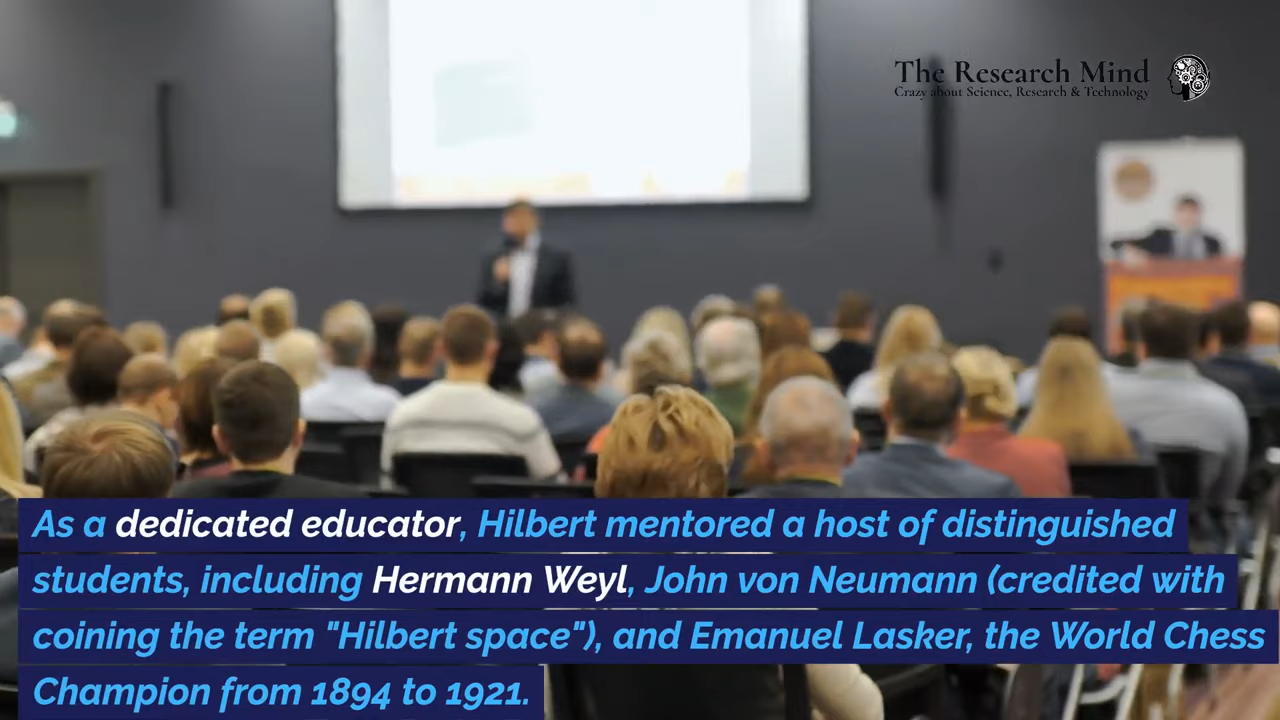 The Research Mind
Crazy about Science, Research & Technology
As a dedicated educator, Hilbert mentored a host of distinguished
students, including Hermann Weyl, John von Neumann (credited with
coining the term "Hilbert space"), and Emanuel Lasker, the World Chess
Champion from 1894 to 1921.